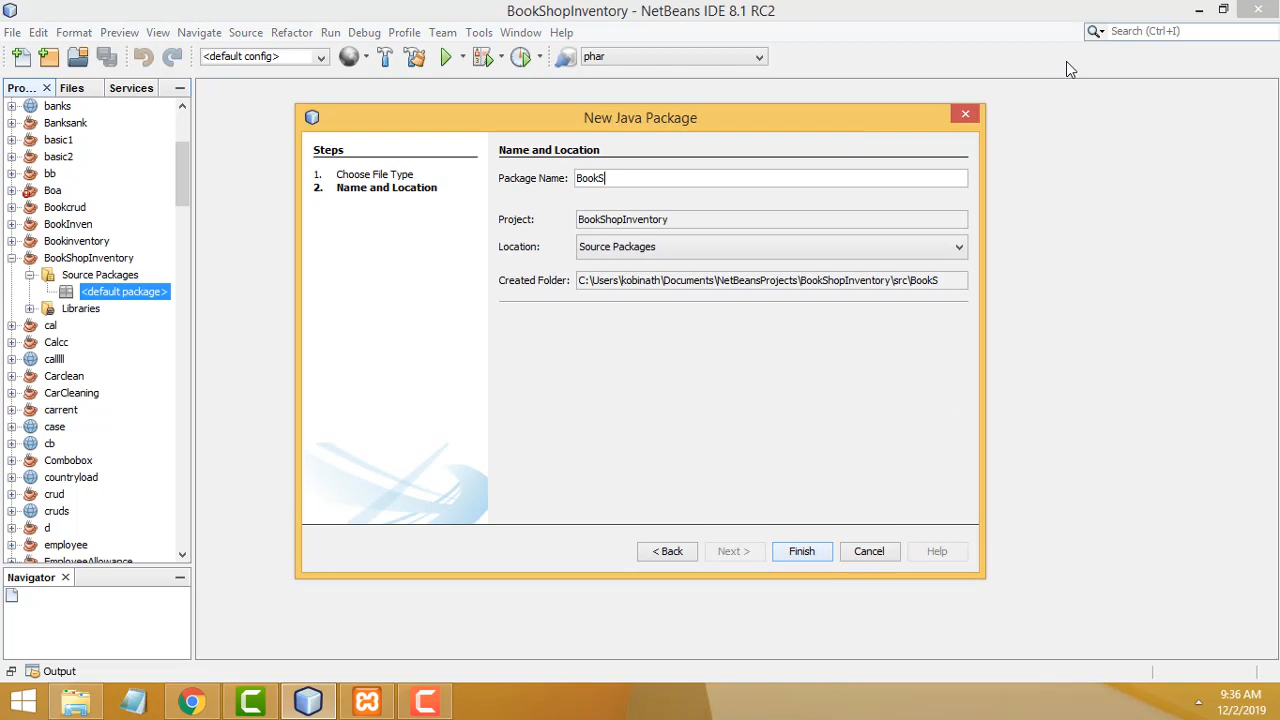 BookShopInventory - NetBeans IDE 8.1 RC2
File Edit Format Preview View Navigate Source Refactor Run Debug Profile Team Tools Window Help
Search (Ctrl+I)
<default config>
phar
Pro... Files Services
banks
Banksank
basic1
basic2
bb
Boa
Bookcrud
BookInven
Bookinventory
BookShopInventory
Source Packages
<default package>
Libraries
cal
Calcc
callllll
Carclean
CarCleaning
carrent
case
cb
Combobox
countryload
crud
cruds
d
employee
EmployeeAllowance
Navigator
New Java Package
Steps
1. Choose File Type
2. Name and Location
Name and Location
Package Name: BookS
Project: BookShopInventory
Location: Source Packages
Created Folder: C:\Users\kobinath\Documents\NetBeansProjects\BookShopInventory\src\BookS
< Back Next > Finish Cancel Help
Output
9:36 AM
12/2/2019